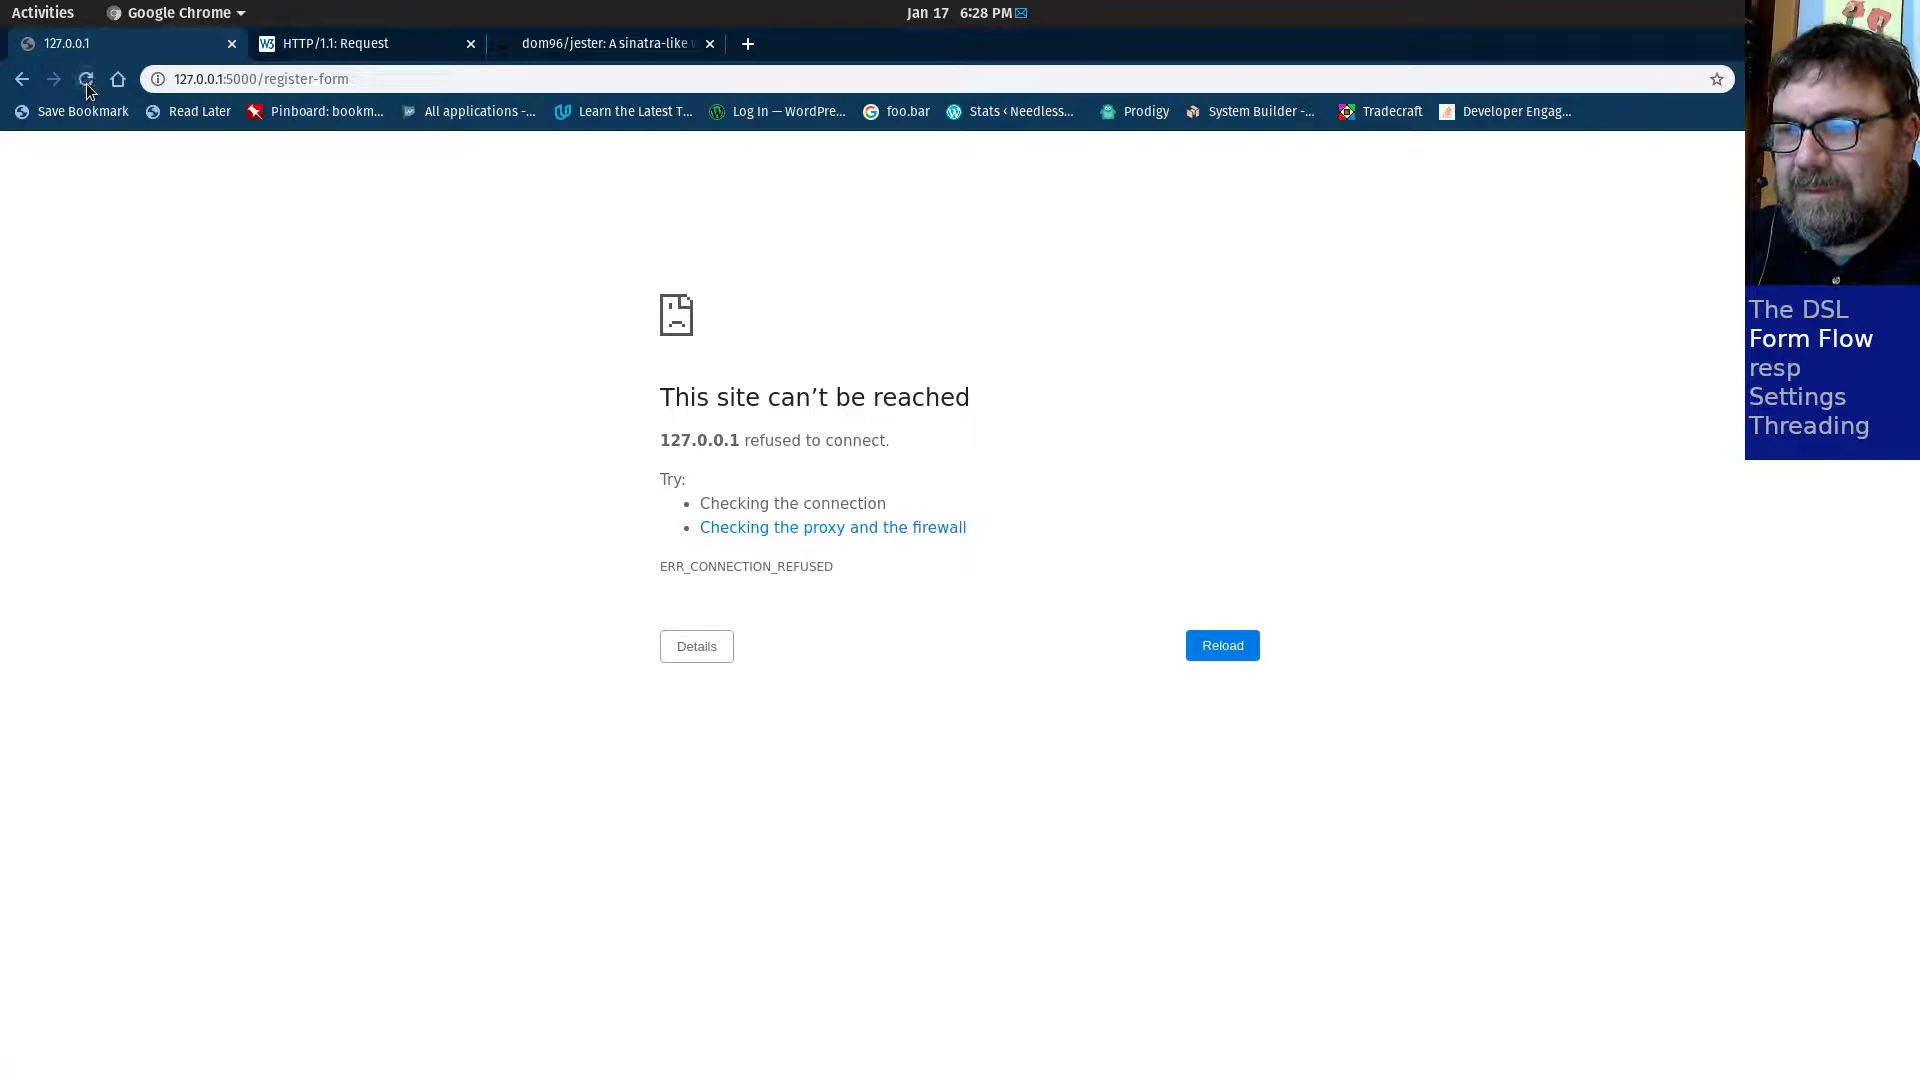 Activities
Google Chrome
Jan 17 6:28 PM
127.0.0.1
HTTP/1.1: Request
dom96/jester: A sinatra-like w
127.0.0.1:5000/register-form
Save Bookmark
Read Later
Pinboard: bookm...
All applications -...
Learn the Latest T...
Log In — WordPre...
foo.bar
Stats ‹ Needless...
Prodigy
System Builder -...
Tradecraft
Developer Engag...
The DSL
Form Flow
resp
Settings
Threading
This site can’t be reached
127.0.0.1 refused to connect.
Try:
• Checking the connection
• Checking the proxy and the firewall
ERR_CONNECTION_REFUSED
Details
Reload